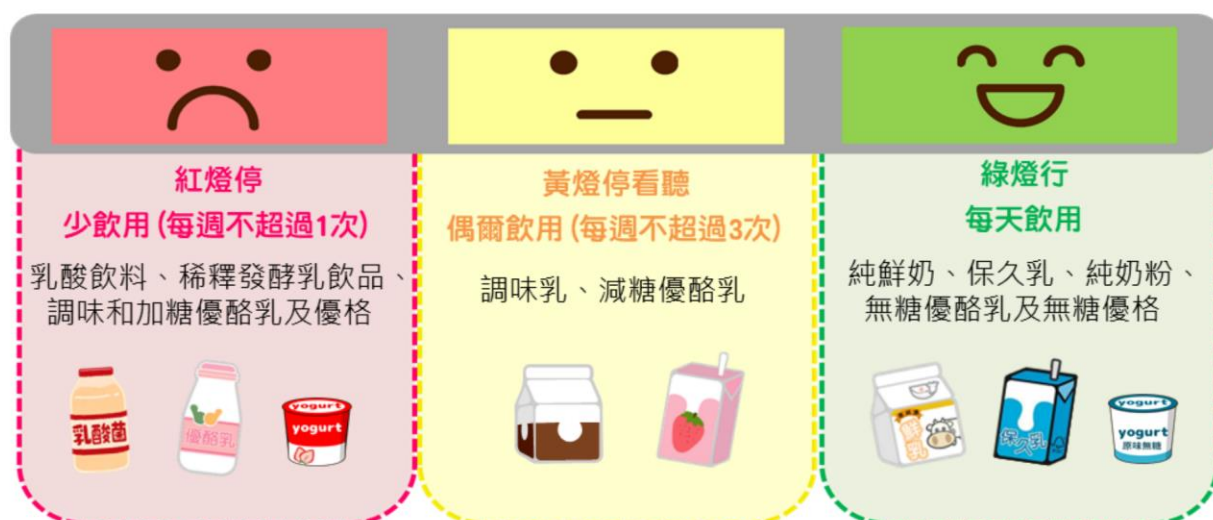 紅燈停
少飲用(每週不超過1次)
乳酸飲料、稀釋發酵乳飲品、
調味和加糖優酪乳及優格
乳酸菌
優酪乳
yogurt
yogurt
黃燈停看聽
偶爾飲用(每週不超過3次)
調味乳、減糖優酪乳
綠燈行
每天飲用
純鮮奶、保久乳、純奶粉、
無糖優酪乳及無糖優格
鮮乳
保久乳
yogurt
yogurt
原味無糖